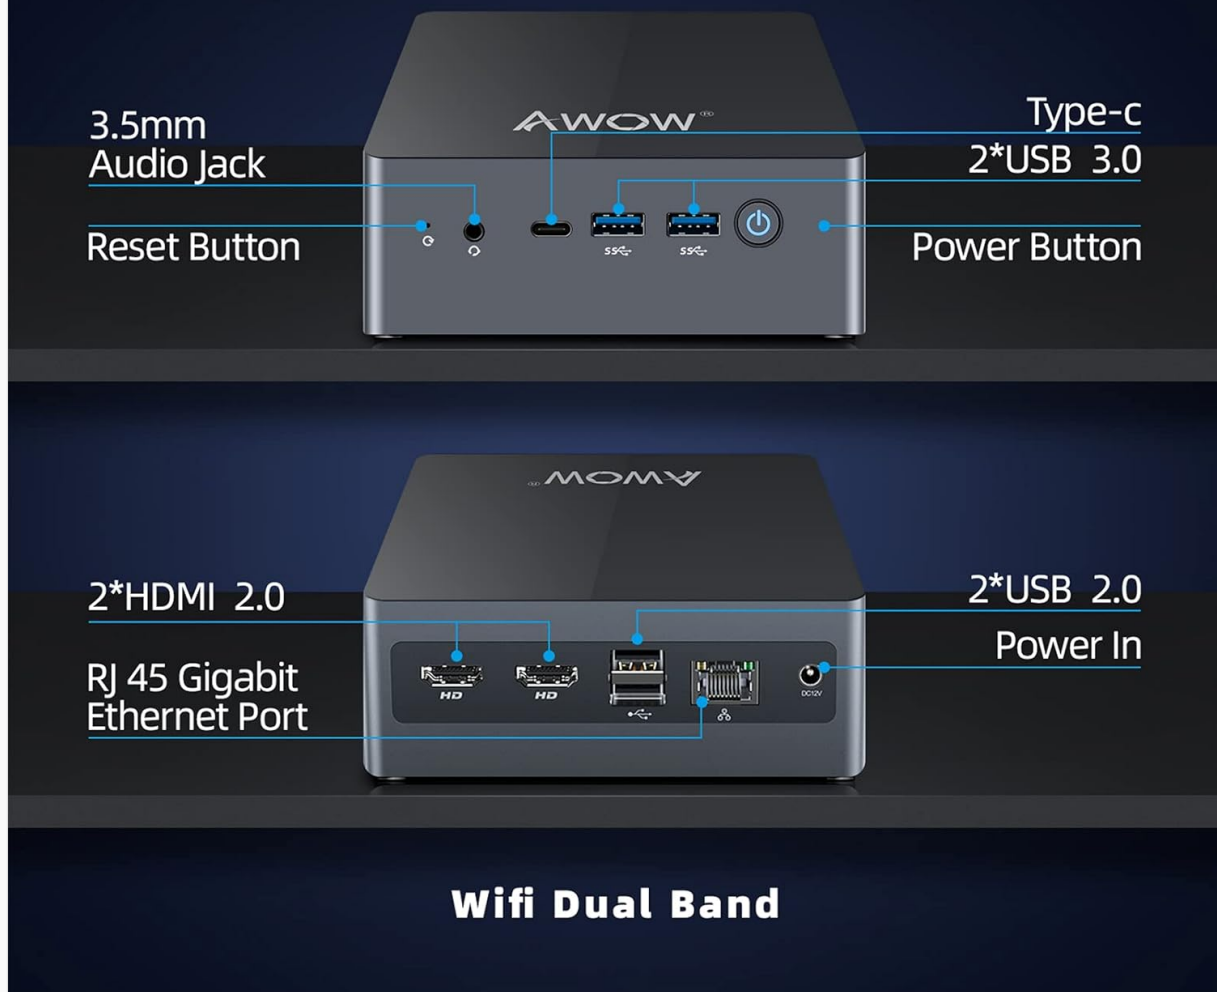 AWOW®
3.5mm
Audio Jack
Reset Button
Type-c
2*USB 3.0
Power Button
SS
SS
AWOW®
2*HDMI 2.0
RJ 45 Gigabit
Ethernet Port
2*USB 2.0
Power In
HD
HD
DC12V
Wifi Dual Band